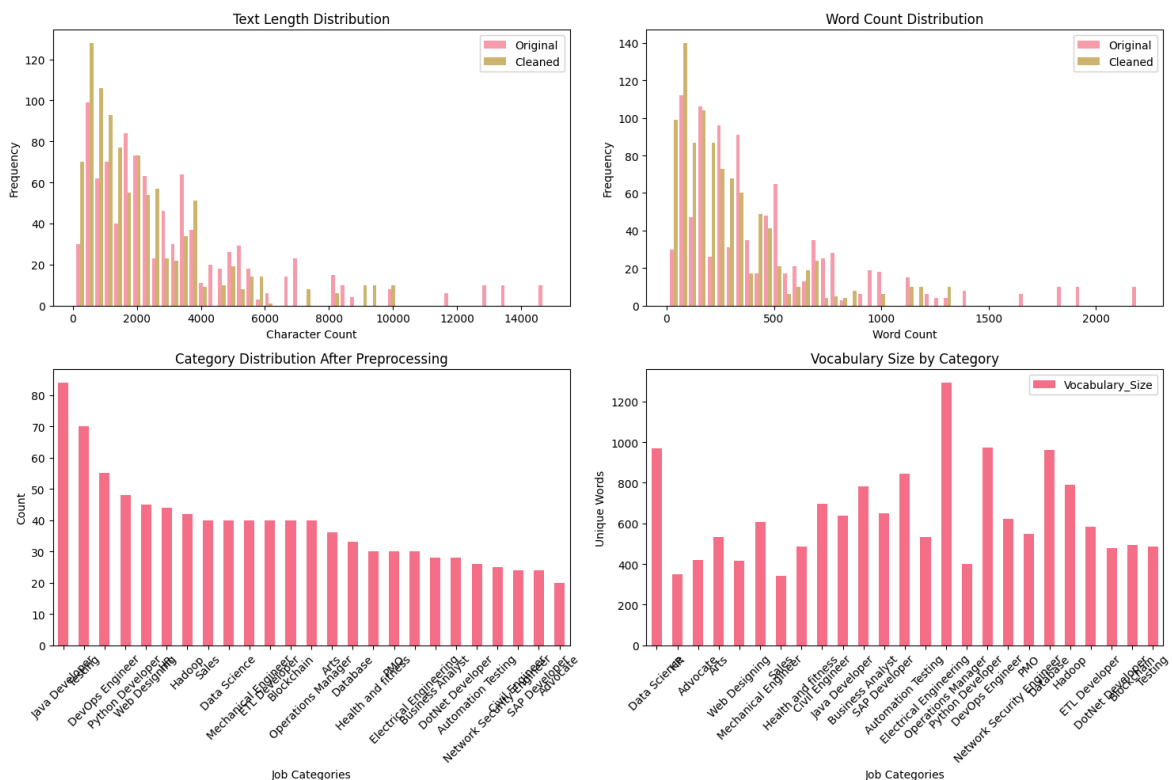 Text Length Distribution
Original
Cleaned
Frequency
120
100
80
60
40
20
0
0 2000 4000 6000 8000 10000 12000 14000
Character Count
Word Count Distribution
Original
Cleaned
Frequency
140
120
100
80
60
40
20
0
0 500 1000 1500 2000
Word Count
Category Distribution After Preprocessing
Count
80
70
60
50
40
30
20
10
0
Java Developer
Testing
DevOps Engineer
Python Developer
Web Designing
HR
Hadoop
Sales
Data Science
Mechanical Engineer
ETL Developer
Blockchain
Operations Manager
Arts
Database
Health and fitness
PMO
Electrical Engineering
Business Analyst
DotNet Developer
Automation Testing
Network Security Engineer
Civil Engineer
SAP Developer
Advocate
Job Categories
Vocabulary Size by Category
Vocabulary_Size
Unique Words
1200
1000
800
600
400
200
0
Data Science
HR
Advocate
Arts
Web Designing
Mechanical Engineer
Sales
Health and fitness
Civil Engineer
Java Developer
Business Analyst
SAP Developer
Automation Testing
Electrical Engineering
Operations Manager
Python Developer
DevOps Engineer
Network Security Engineer
PMO
Database
Hadoop
ETL Developer
DotNet Developer
Blockchain
Testing
Job Categories